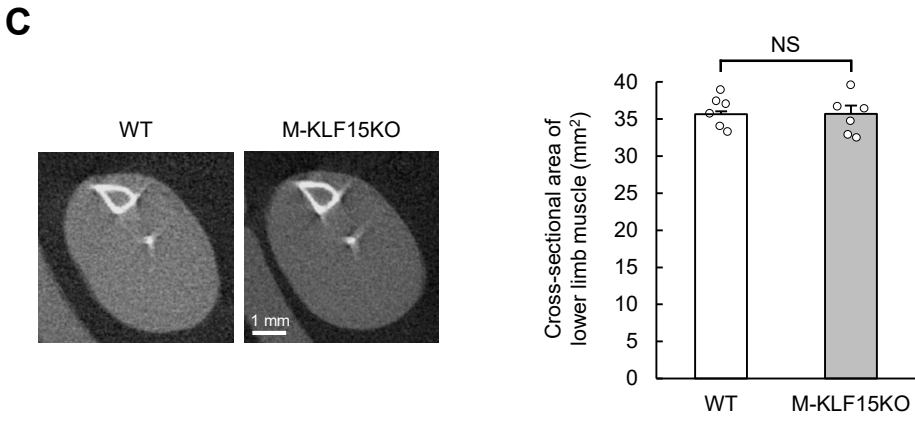 C
WT
M-KLF15KO
1 mm
NS
Cross-sectional area of
lower limb muscle (mm²)
40
35
30
25
20
15
10
5
0
WT
M-KLF15KO